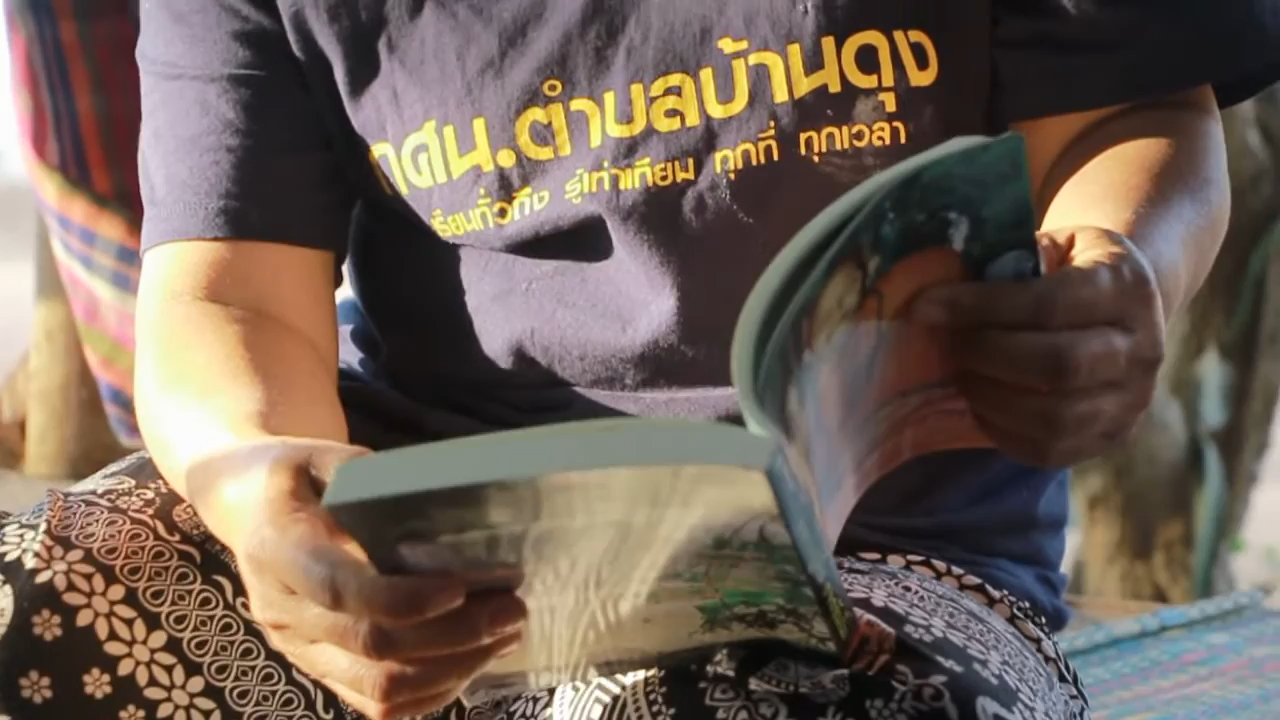 กศน.ตำบลบ้านดุง
เรียนทั่วถึง รู้เท่าเทียม ทุกที่ ทุกเวลา